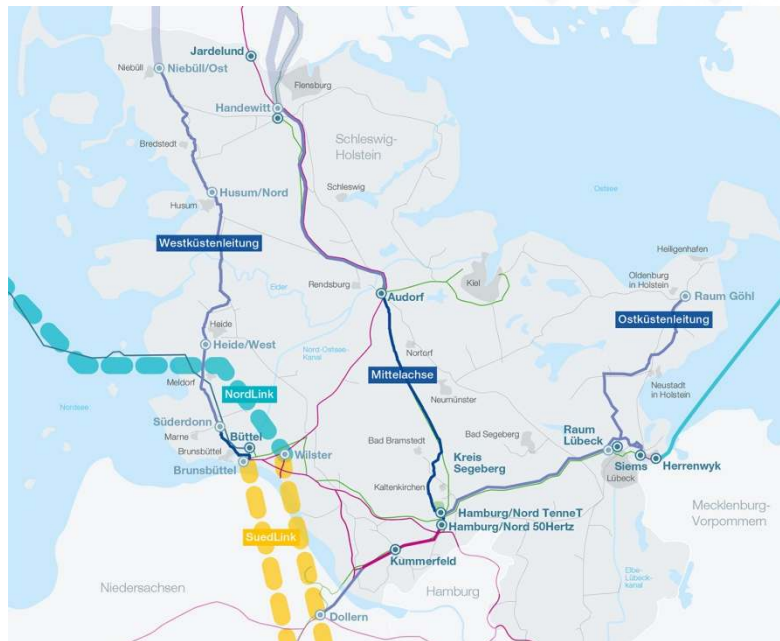 Jardelund
Niebüll
Niebüll/Ost
Flensburg
Handewitt
Schleswig-
Holstein
Bredstedt
Ostsee
Husum/Nord
Schleswig
Husum
Westküstenleitung
Heiligenhafen
Oldenburg
in Holstein
Eider
Rendsburg
Kiel
Audorf
Raum Göhl
Ostküstenleitung
Heide
Heide/West
Nord-Ostsee-
Kanal
Nortorf
Mittelachse
Meldorf
NordLink
Neumünster
Neustadt
in Holstein
Nordsee
Süderdonn
Marne
Büttel
Bad Bramstedt
Bad Segeberg
Raum
Lübeck
Brunsbüttel
Brunsbüttel
Wilster
Kreis
Segeberg
Siems
Herrenwyk
Kaltenkirchen
Lübeck
Mecklenburg-
Vorpommern
Hamburg/Nord TenneT
Hamburg/Nord 50Hertz
SuedLink
Kummerfeld
Elbe-
Lübeck-
kanal
Niedersachsen
Hamburg
Dollern